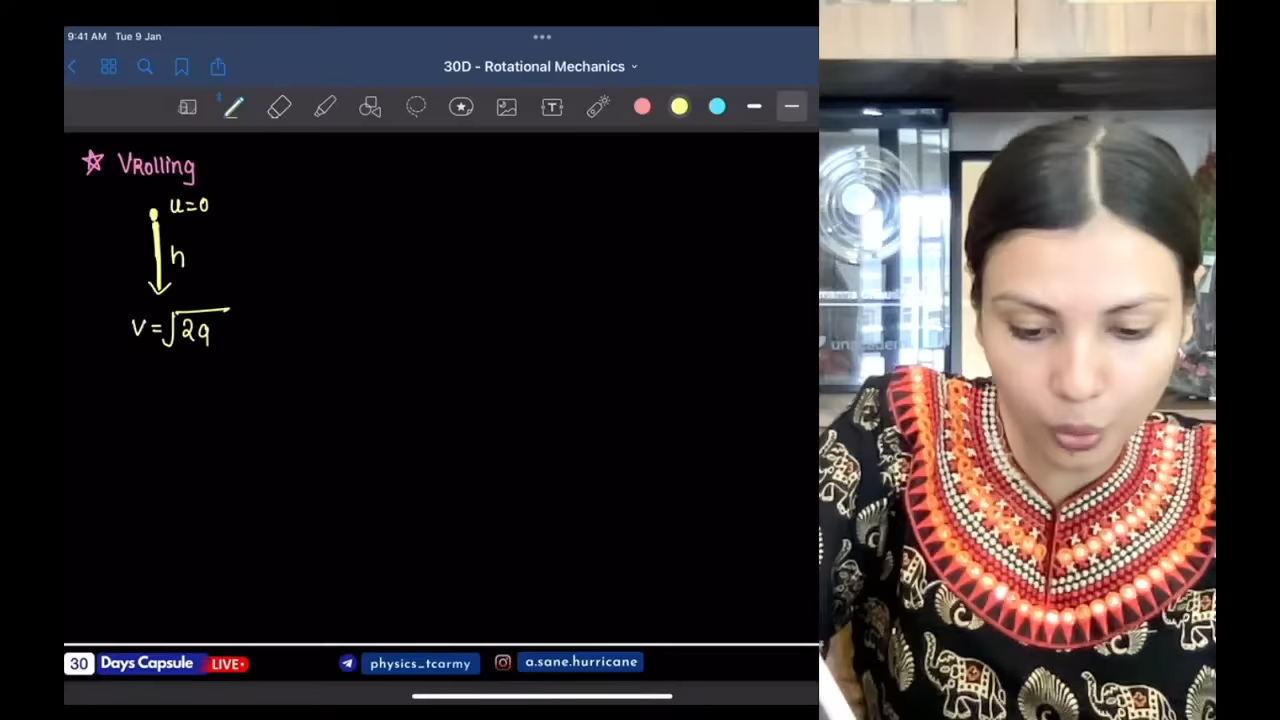 9:41 AM Tue 9 Jan
30D - Rotational Mechanics
VRolling
u=0
h
V=√2g
30 Days Capsule LIVE
physics_tcarmy
a.sane.hurricane